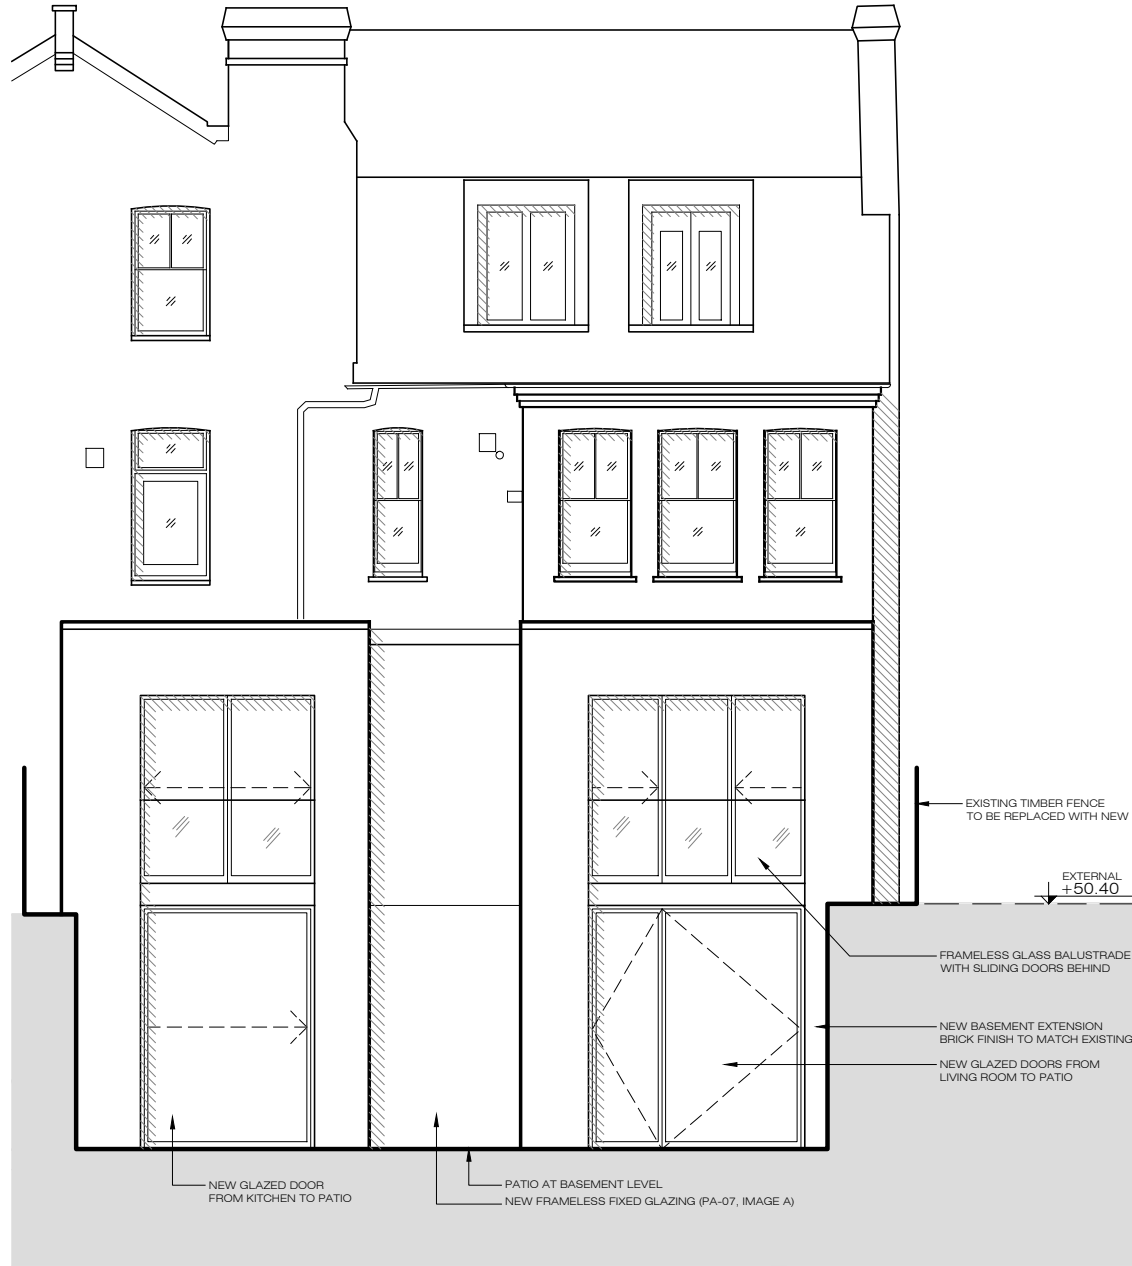 EXISTING TIMBER FENCE
TO BE REPLACED WITH NEW
EXTERNAL
+50.40
FRAMELESS GLASS BALUSTRADE
WITH SLIDING DOORS BEHIND
NEW BASEMENT EXTENSION
BRICK FINISH TO MATCH EXISTING
NEW GLAZED DOORS FROM
LIVING ROOM TO PATIO
NEW GLAZED DOOR
FROM KITCHEN TO PATIO
PATIO AT BASEMENT LEVEL
NEW FRAMELESS FIXED GLAZING (PA-07, IMAGE A)